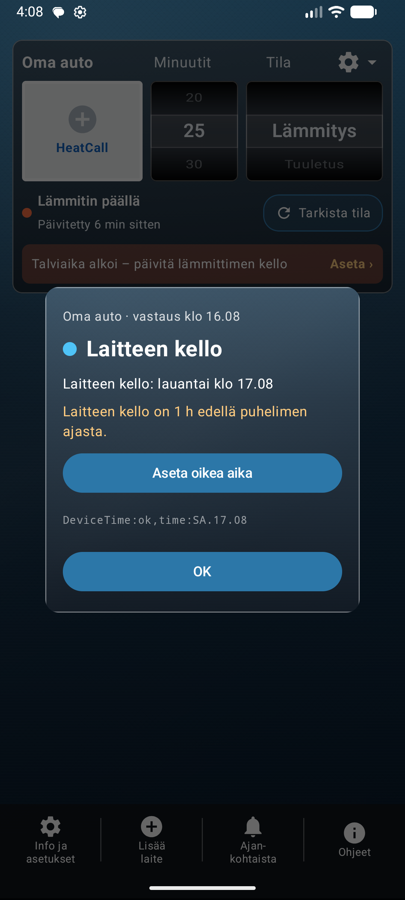 4:08
Oma auto
Minuutit
Tila
20
25
30
HeatCall
Lämmitys
Tuuletus
Lämmitin päällä
Päivitetty 6 min sitten
Tarkista tila
Talviaika alkoi – päivitä lämmittimen kello
Aseta ›
Oma auto · vastaus klo 16.08
Laitteen kello
Laitteen kello: lauantai klo 17.08
Laitteen kello on 1 h edellä puhelimen
ajasta.
Aseta oikea aika
DeviceTime:ok,time:SA.17.08
OK
Info ja
asetukset
Lisää
laite
Ajan-
kohtaista
Ohjeet